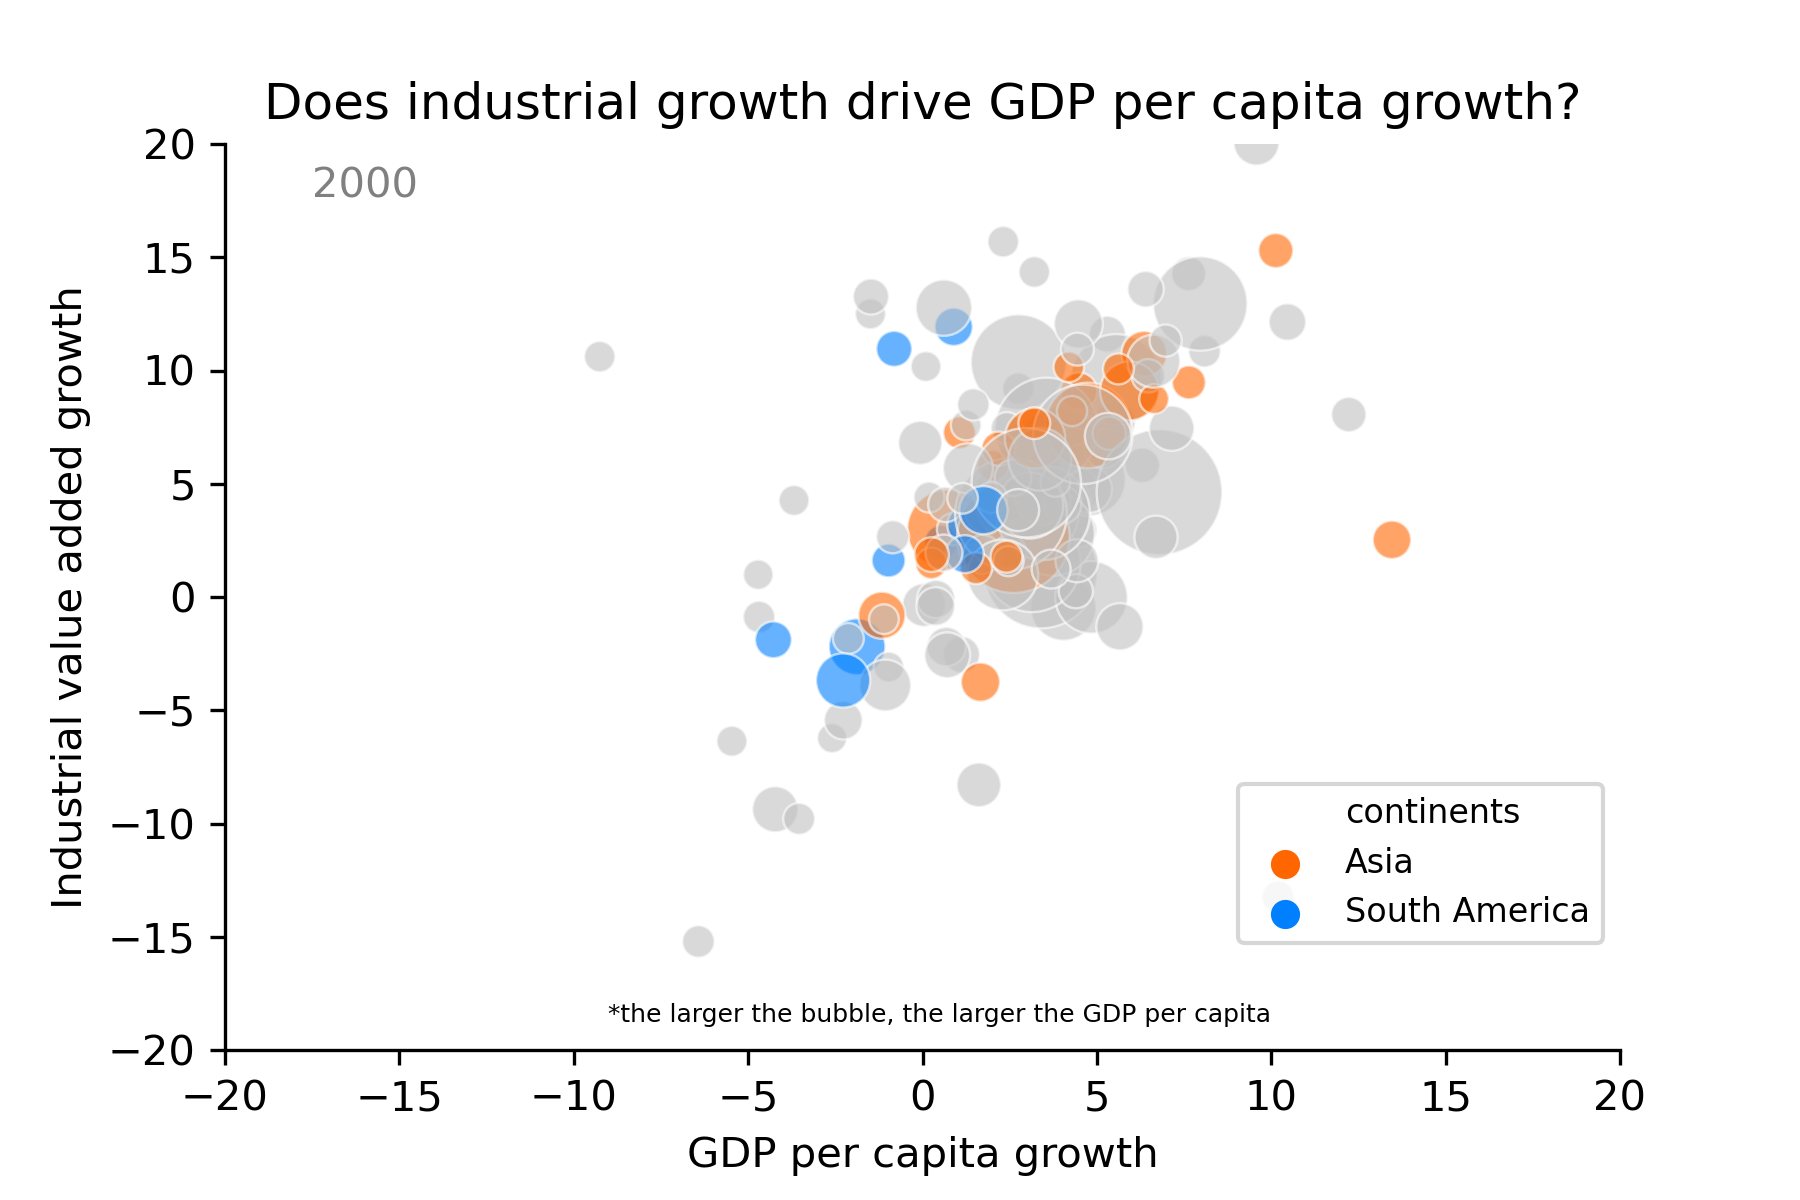 Does industrial growth drive GDP per capita growth?
2000
Industrial value added growth
20
15
10
5
0
−5
−10
−15
−20
continents
Asia
South America
*the larger the bubble, the larger the GDP per capita
−20 −15 −10 −5 0 5 10 15 20
GDP per capita growth